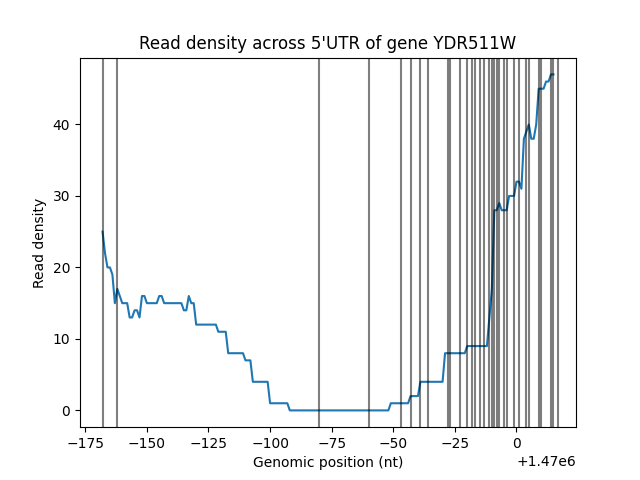 Read density across 5'UTR of gene YDR511W
Read density
40
30
20
10
0
−175 −150 −125 −100 −75 −50 −25 0
Genomic position (nt)
+1.47e6